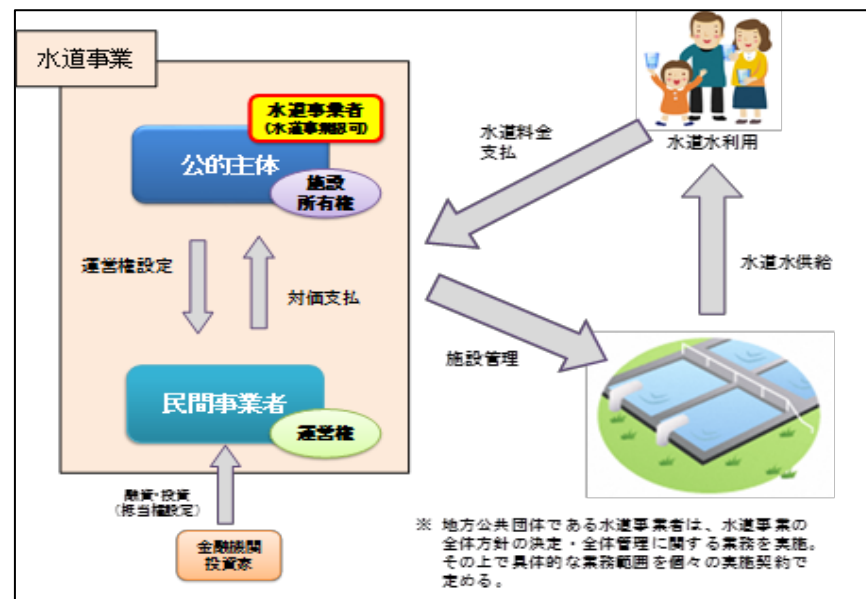 水道事業
水道事業者
(水道事業認可)
公的主体
施設
所有権
運営権設定
対価支払
民間事業者
運営権
融資・投資
(抵当権設定)
金融機関
投資家
水道料金
支払
水道水利用
水道水供給
施設管理
※ 地方公共団体である水道事業者は、水道事業の
全体方針の決定・全体管理に関する業務を実施。
その上で具体的な業務範囲を個々の実施契約で
定める。